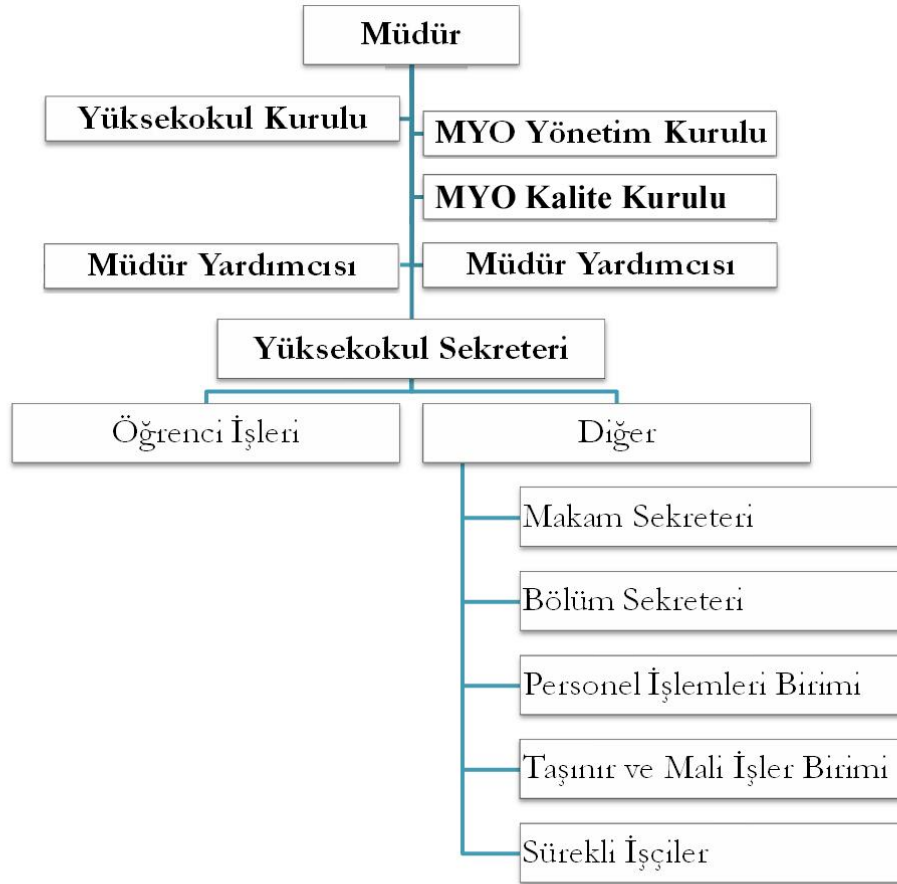 Müdür
Yüksekokul Kurulu
MYO Yönetim Kurulu
MYO Kalite Kurulu
Müdür Yardımcısı
Müdür Yardımcısı
Yüksekokul Sekreteri
Öğrenci İşleri
Diğer
Makam Sekreteri
Bölüm Sekreteri
Personel İşlemleri Birimi
Taşınır ve Mali İşler Birimi
Sürekli İşçiler